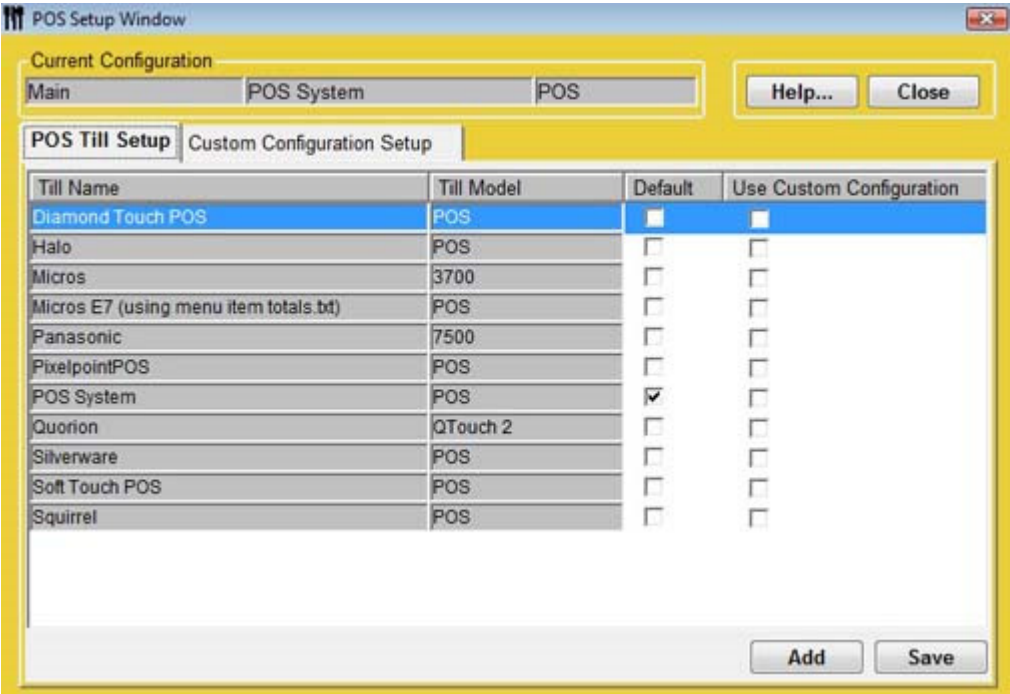 POS Setup Window
Current Configuration
Main POS System POS
Help... Close
POS Till Setup Custom Configuration Setup
Till Name Till Model Default Use Custom Configuration
Diamond Touch POS POS
Halo POS
Micros 3700
Micros E7 (using menu item totals.txt) POS
Panasonic 7500
PixelpointPOS POS
POS System POS
Quorion QTouch 2
Silverware POS
Soft Touch POS POS
Squirrel POS
Add Save